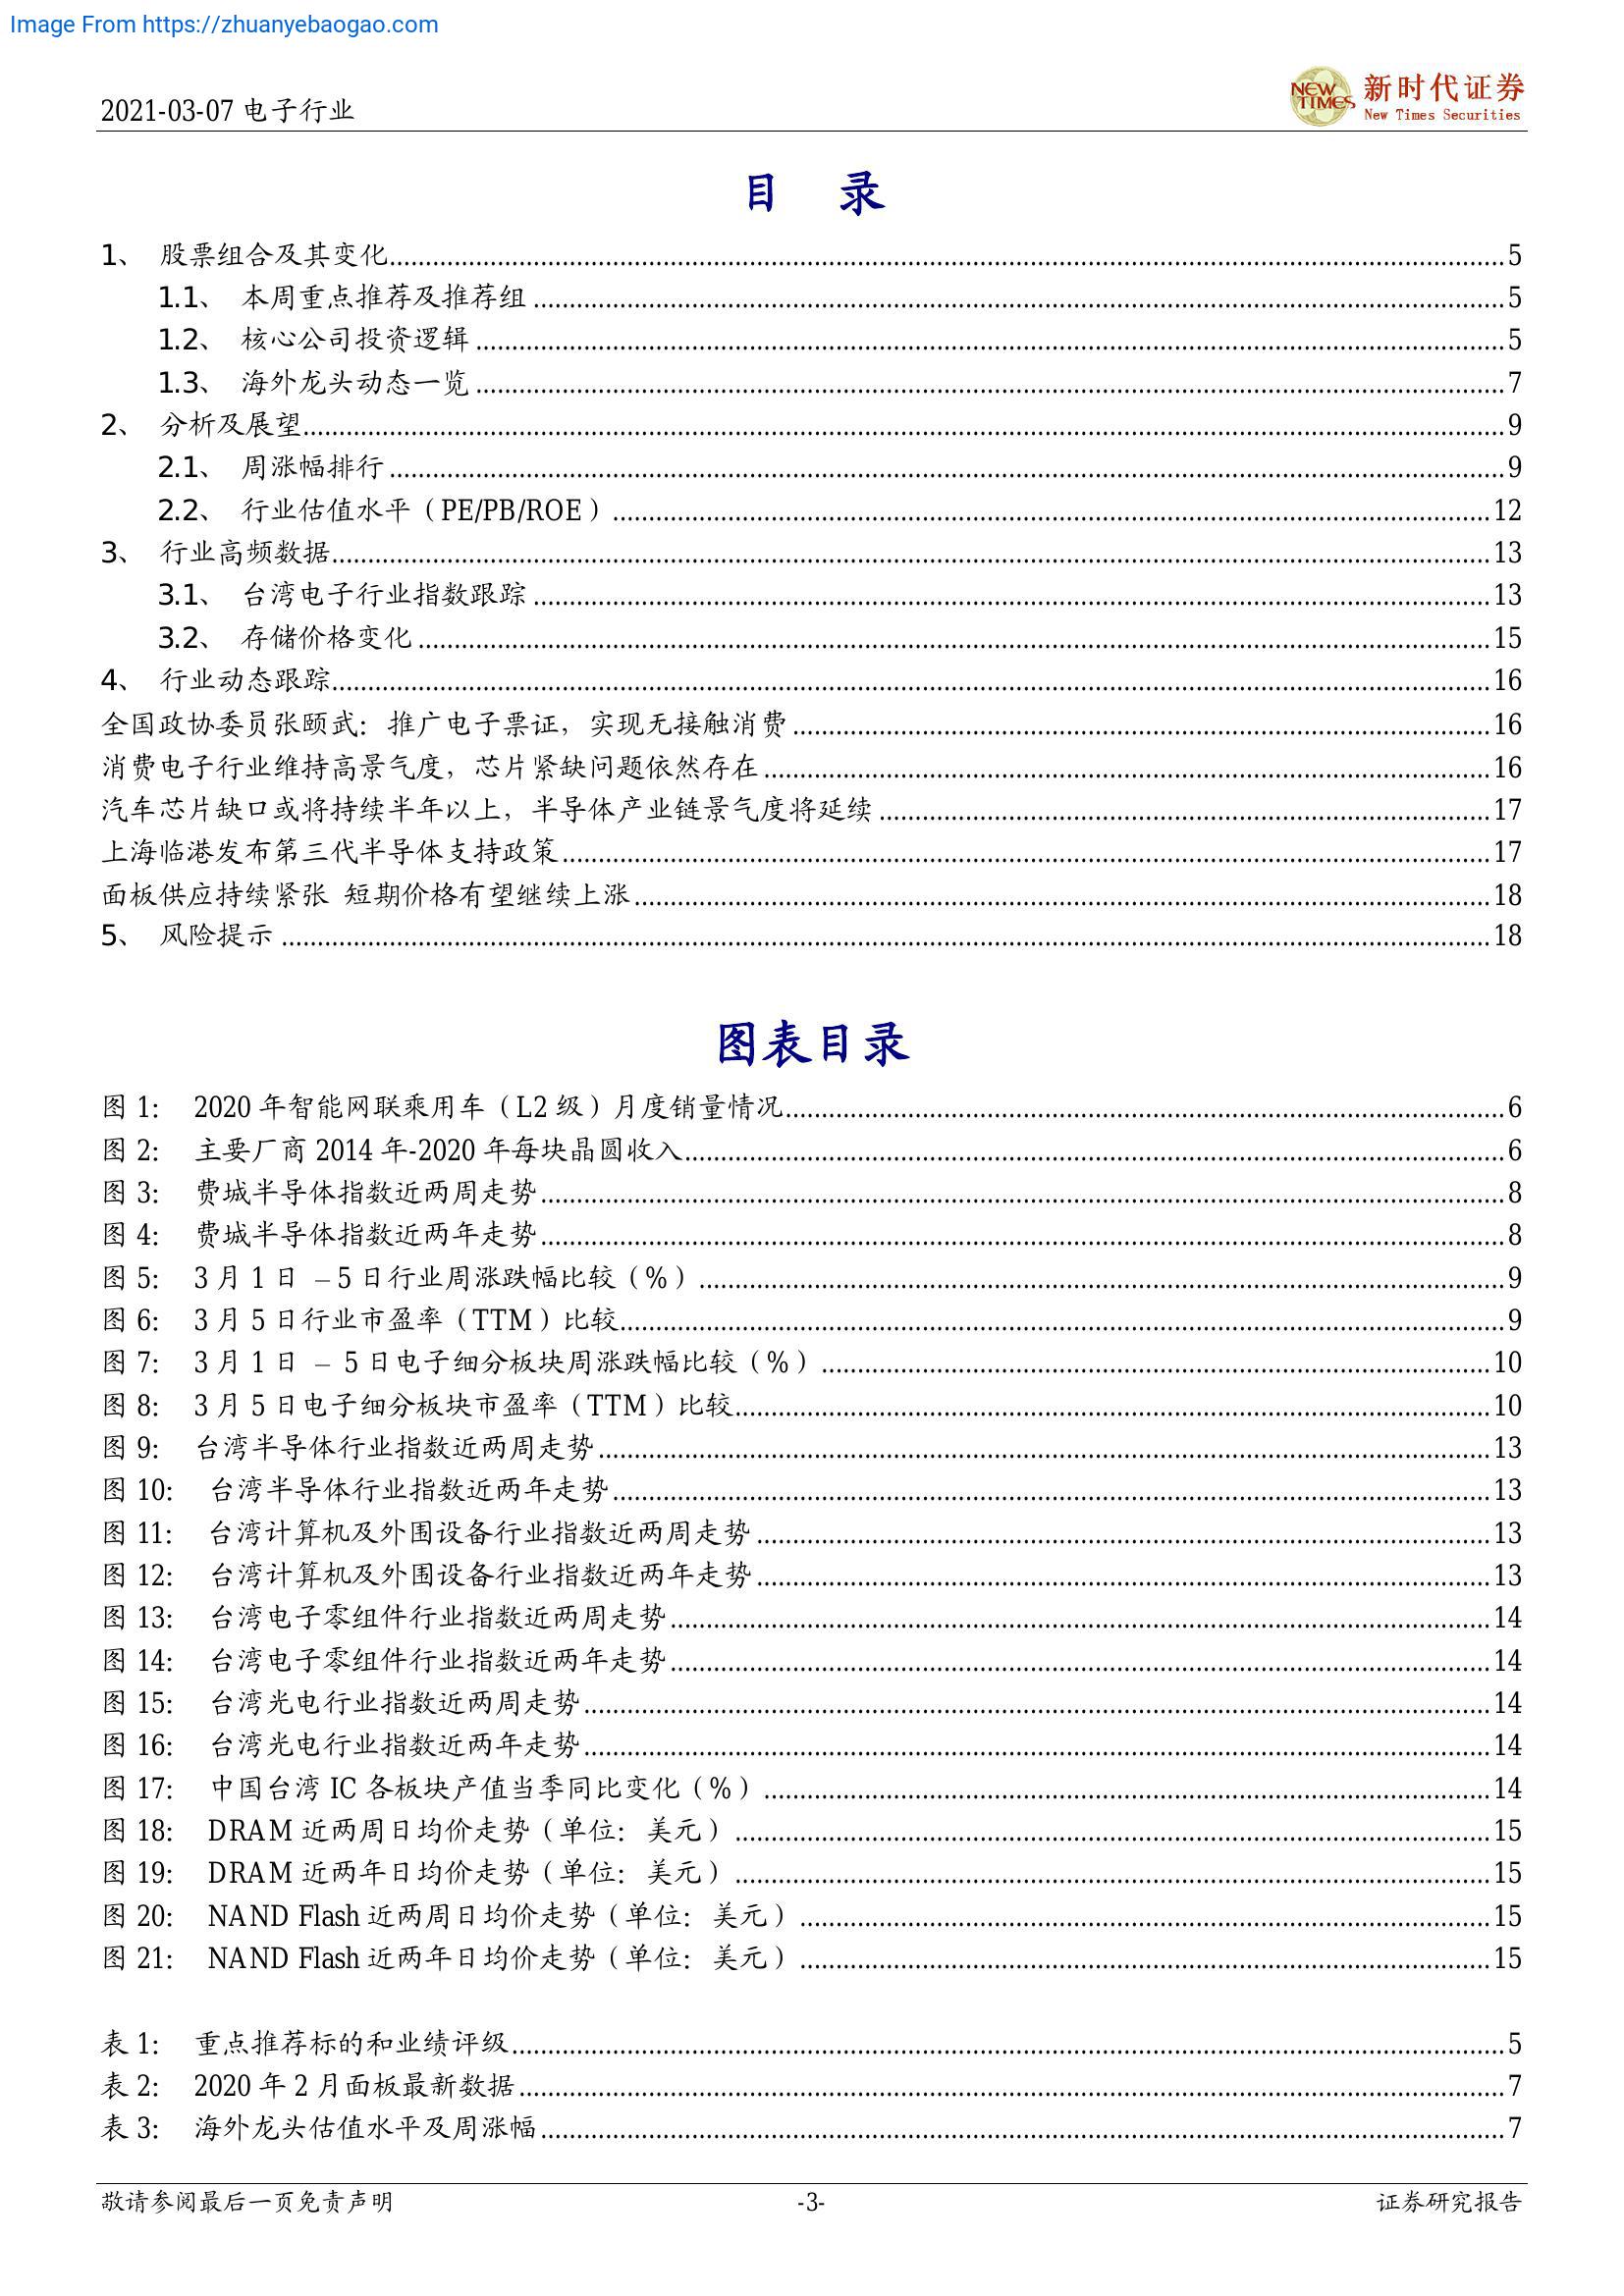 Image From https://zhuanyebaogao.com
2021-03-07 电子行业
NEW TIMES 新时代证券
New Times Securities
目 录
1、 股票组合及其变化 5
1.1、 本周重点推荐及推荐组 5
1.2、 核心公司投资逻辑 5
1.3、 海外龙头动态一览 7
2、 分析及展望 9
2.1、 周涨幅排行 9
2.2、 行业估值水平（PE/PB/ROE） 12
3、 行业高频数据 13
3.1、 台湾电子行业指数跟踪 13
3.2、 存储价格变化 15
4、 行业动态跟踪 16
全国政协委员张颐武：推广电子票证，实现无接触消费 16
消费电子行业维持高景气度，芯片紧缺问题依然存在 16
汽车芯片缺口或将持续半年以上，半导体产业链景气度将延续 17
上海临港发布第三代半导体支持政策 17
面板供应持续紧张 短期价格有望继续上涨 18
5、 风险提示 18
图表目录
图 1： 2020 年智能网联乘用车（L2 级）月度销量情况 6
图 2： 主要厂商 2014 年-2020 年每块晶圆收入 6
图 3： 费城半导体指数近两周走势 8
图 4： 费城半导体指数近两年走势 8
图 5： 3 月 1 日 – 5 日行业周涨跌幅比较（%） 9
图 6： 3 月 5 日行业市盈率（TTM）比较 9
图 7： 3 月 1 日 – 5 日电子细分板块周涨跌幅比较（%） 10
图 8： 3 月 5 日电子细分板块市盈率（TTM）比较 10
图 9： 台湾半导体行业指数近两周走势 13
图 10： 台湾半导体行业指数近两年走势 13
图 11： 台湾计算机及外围设备行业指数近两周走势 13
图 12： 台湾计算机及外围设备行业指数近两年走势 13
图 13： 台湾电子零组件行业指数近两周走势 14
图 14： 台湾电子零组件行业指数近两年走势 14
图 15： 台湾光电行业指数近两周走势 14
图 16： 台湾光电行业指数近两年走势 14
图 17： 中国台湾 IC 各板块产值当季同比变化（%） 14
图 18： DRAM 近两周日均价走势（单位：美元） 15
图 19： DRAM 近两年日均价走势（单位：美元） 15
图 20： NAND Flash 近两周日均价走势（单位：美元） 15
图 21： NAND Flash 近两年日均价走势（单位：美元） 15
表 1： 重点推荐标的和业绩评级 5
表 2： 2020 年 2 月面板最新数据 7
表 3： 海外龙头估值水平及周涨幅 7
敬请参阅最后一页免责声明 -3- 证券研究报告